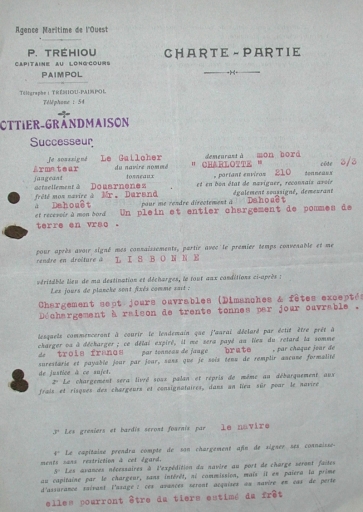 Agence Maritime de l'Ouest
P. TRÉHIOU
CAPITAINE AU LONG COURS
PAIMPOL
Télégraphe : TRÉHIOU-PAIMPOL
Téléphone : 54
CHARTE-PARTIE
OTTIER-GRANDMAISON
Successeur
Je soussigné Le Gailcher demeurant à mon bord
Armateur du navire nommé " CHARLOTTE " côte 3/3
jaugeant tonneaux , portant environ 210 tonneaux
actuellement à Douarnenez et en bon état de naviguer, reconnais avoir
frété mon navire à Mr. Durand également soussigné, demeurant
à Dahouët pour me rendre directement à Dahouët
et recevoir à mon bord Un plein et entier chargement de pommes de
terre en vrac .
pour après avoir signé mes connaissements, partir avec le premier temps convenable et me
rendre en droiture à LISBONNE
véritable lieu de ma destination et décharge, le tout aux conditions ci-après :
Les jours de planche sont fixés comme suit :
Chargement sept jours ouvrables (Dimanches & fêtes exceptés
Déchargement à raison de trente tonnes par jour ouvrable .
lesquels commenceront à courir le lendemain que j'aurai déclaré par écrit être prêt à
charger ou à décharger ; ce délai expiré, il me sera payé au lieu du retard la somme
de trois francs par tonneau de jauge brute , par chaque jour de
surestarie et payable jour par jour, sans que je sois tenu de remplir aucune formalité
de justice à ce sujet.
2° Le chargement sera livré sous palan et repris de même au débarquement aux
frais et risques des chargeurs et consignataires, dans un lieu sûr pour le navire
3° Les greniers et bardis seront fournis par le navire
4° Le capitaine prendra compte de son chargement afin de signer ses connaisse-
ments sans restriction à cet égard.
5° Les avances nécessaires à l'expédition du navire au port de charge seront faites
au capitaine par le chargeur, sans intérêt, ni commission, mais il en paiera la prime
d'assurance suivant l'usage : ces avances seront acquises au navire en cas de perte
elles pourront être du tiers estimé du frêt